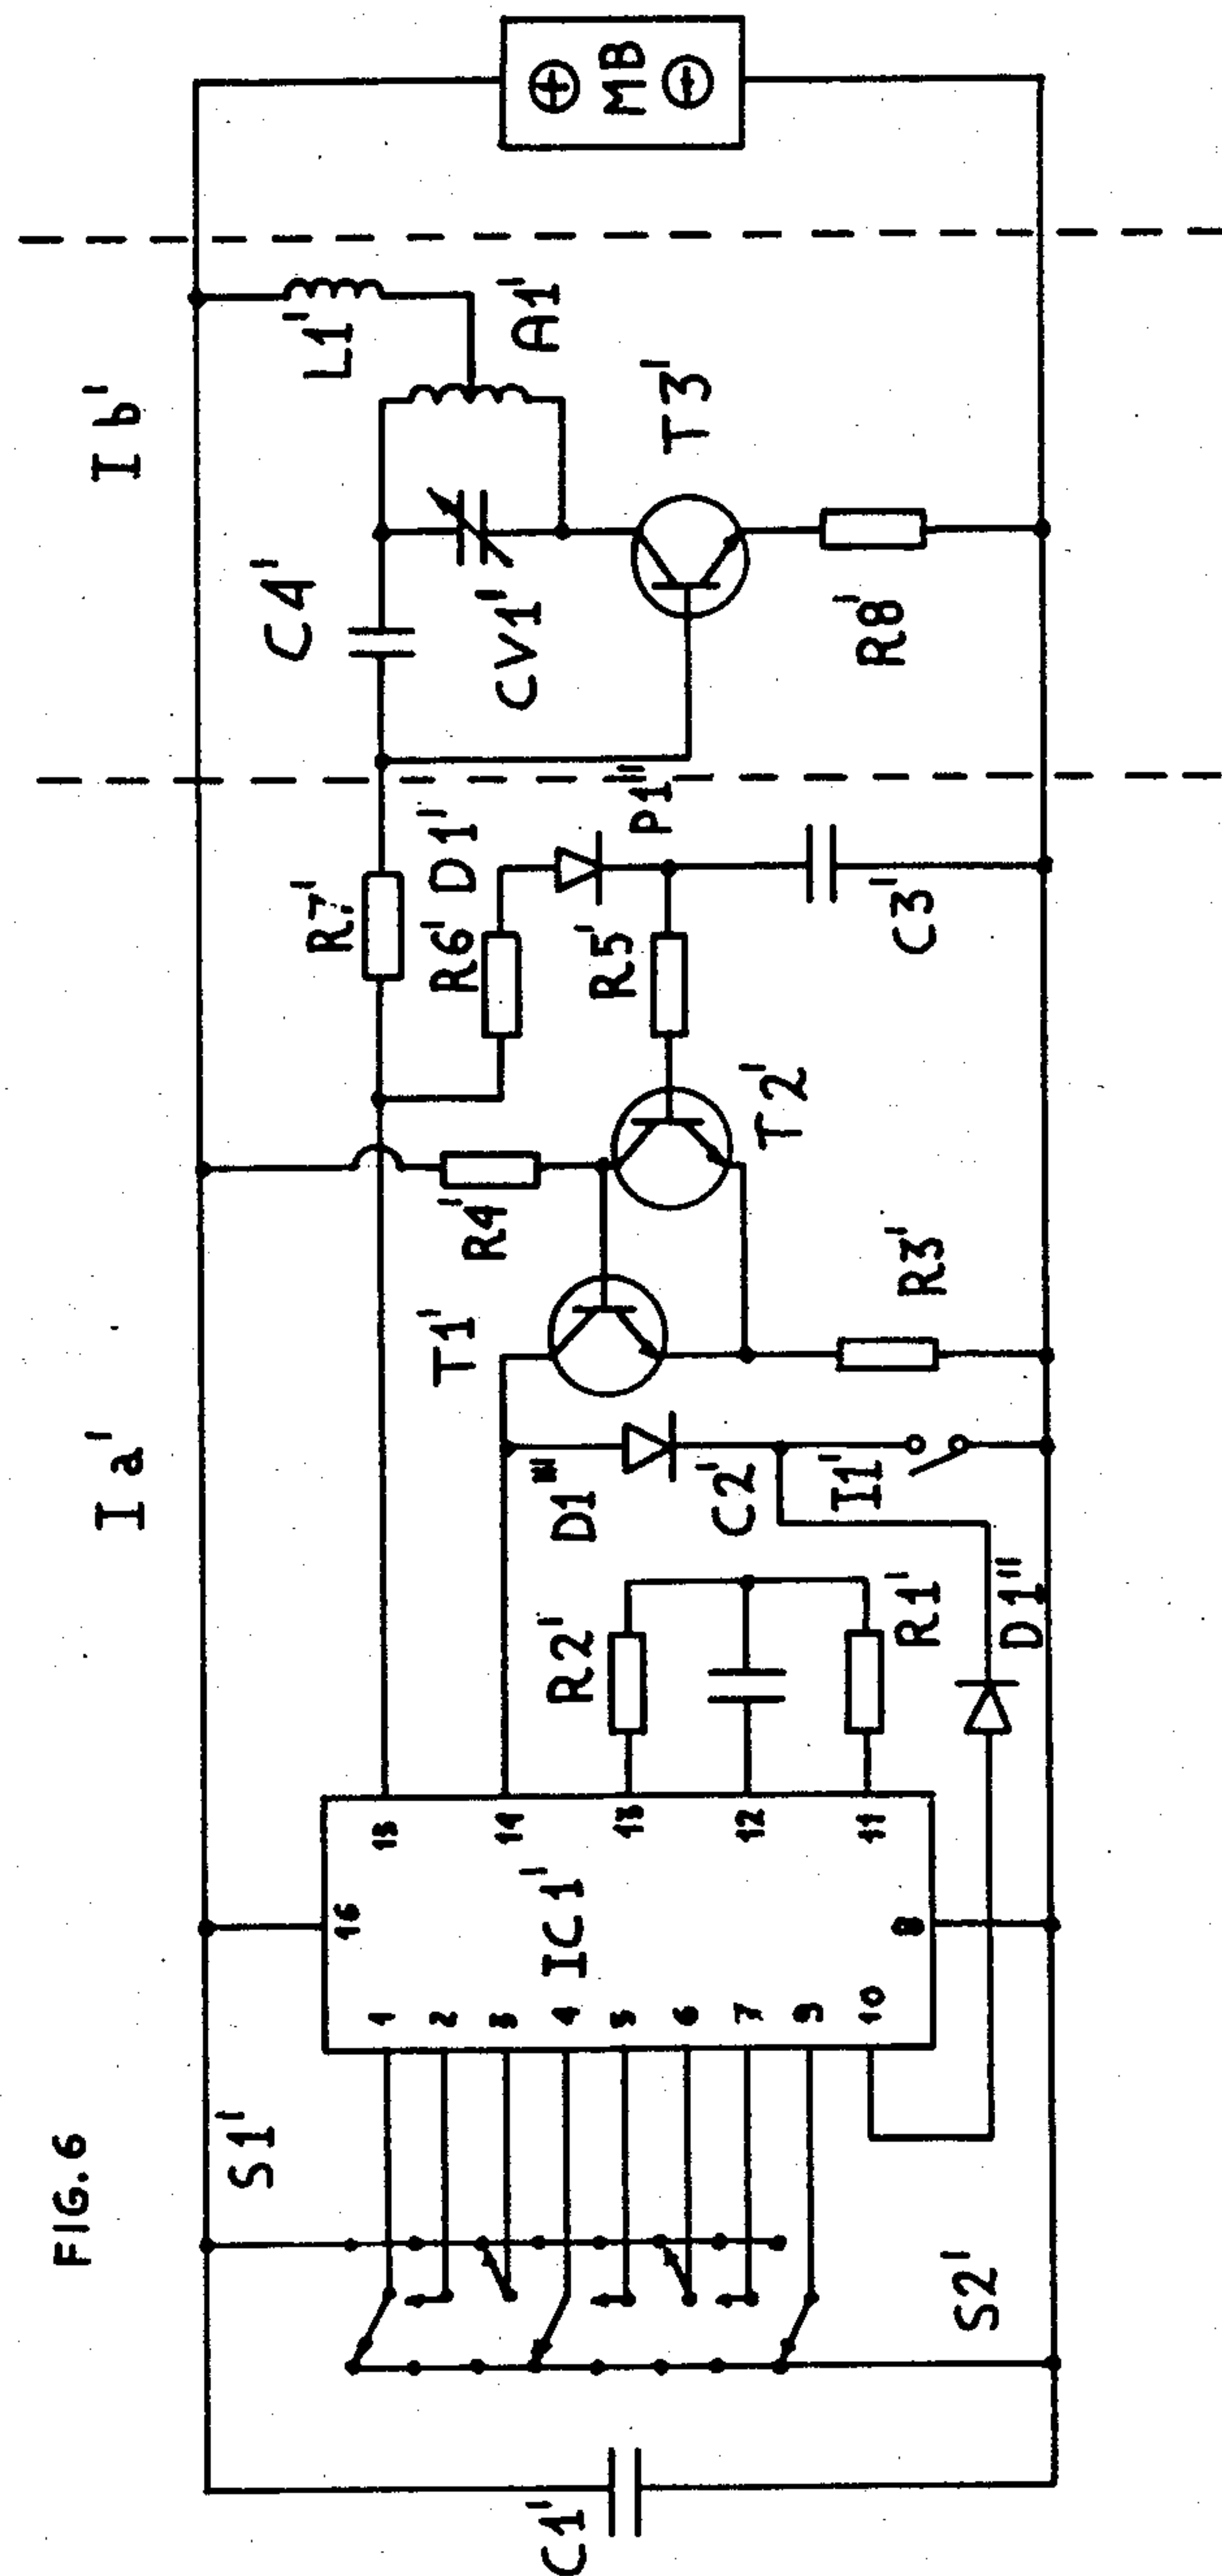 FIG. 6
I a'
I b'
S1'
C4'
L1'
R7'
16
15
1
T1'
R4'
R6'
D1'
2
14
CV1'
A1'
3
IC1'
D1'''
R5'
P1''
4
C1'
R2'
13
5
MB
T3'
6
C2'
T2'
12
7
I1'
C3'
R8'
9
11
R1'
R3'
10
8
S2'
D1''